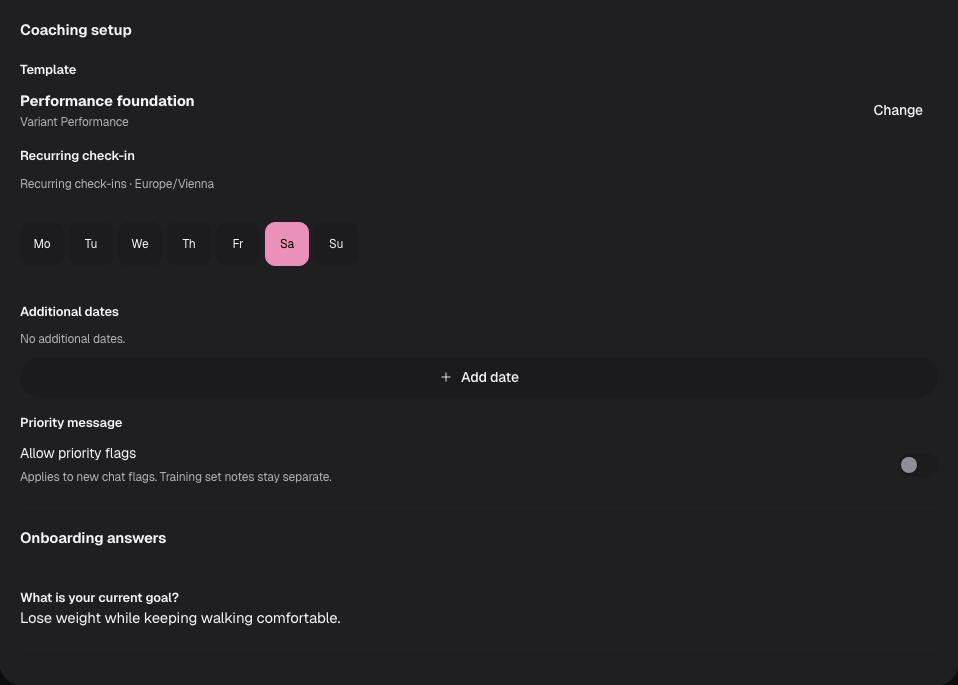 Coaching setup
Template
Performance foundation
Variant Performance
Change
Recurring check-in
Recurring check-ins · Europe/Vienna
Mo Tu We Th Fr Sa Su
Additional dates
No additional dates.
+ Add date
Priority message
Allow priority flags
Applies to new chat flags. Training set notes stay separate.
Onboarding answers
What is your current goal?
Lose weight while keeping walking comfortable.